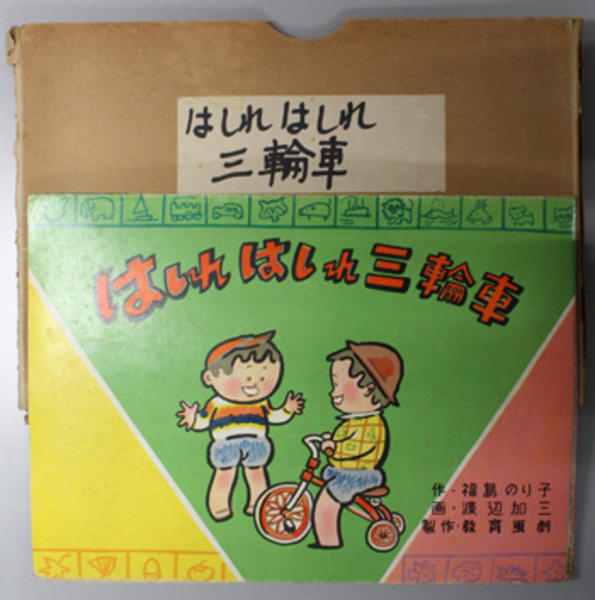 はしれ はしれ
三輪車
はしれ はしれ 三輪車
作・福島のり子
画・渡辺加三
製作・教育画劇